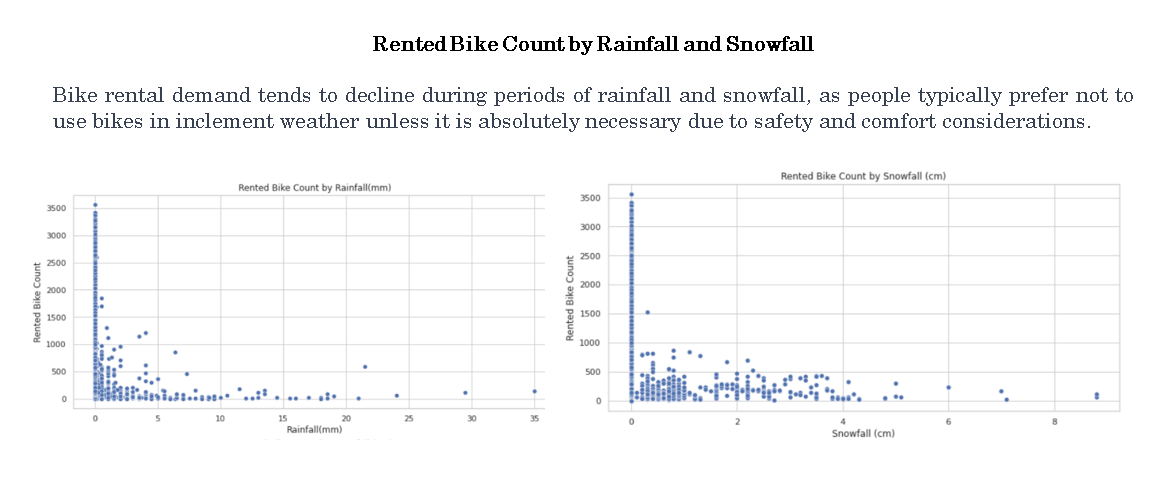 Rented Bike Count by Rainfall and Snowfall
Bike rental demand tends to decline during periods of rainfall and snowfall, as people typically prefer not to
use bikes in inclement weather unless it is absolutely necessary due to safety and comfort considerations.
Rented Bike Count by Rainfall(mm)
Rented Bike Count
3500
3000
2500
2000
1500
1000
500
0
0 5 10 15 20 25 30 35
Rainfall(mm)
Rented Bike Count by Snowfall (cm)
Rented Bike Count
3500
3000
2500
2000
1500
1000
500
0
0 2 4 6 8
Snowfall (cm)